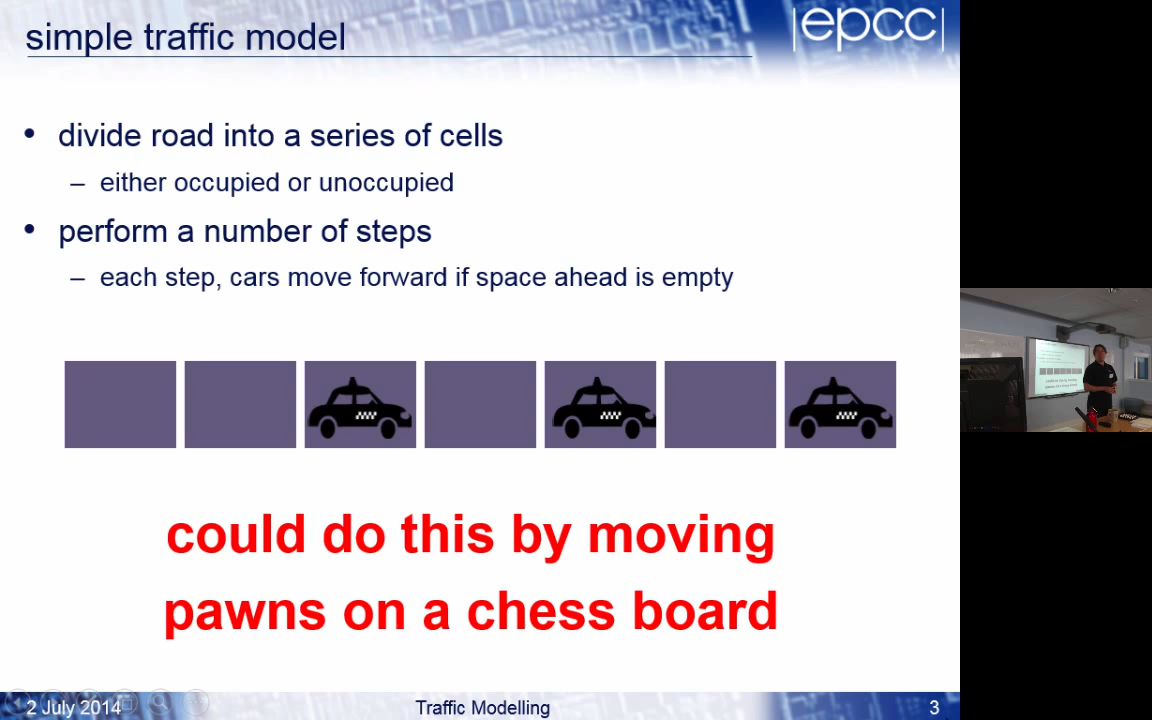 simple traffic model
|epcc|
• divide road into a series of cells
– either occupied or unoccupied
• perform a number of steps
– each step, cars move forward if space ahead is empty
could do this by moving
pawns on a chess board
2 July 2014
Traffic Modelling
3